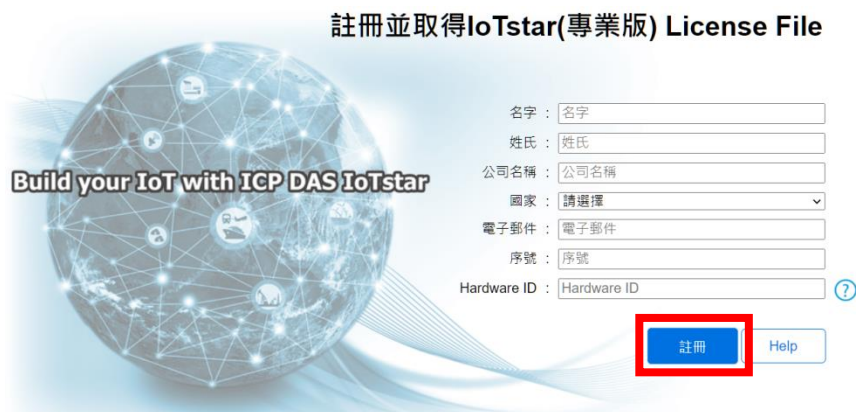 註冊並取得IoTstar(專業版) License File
Build your IoT with ICP DAS IoTstar
名字 : 名字
姓氏 : 姓氏
公司名稱 : 公司名稱
國家 : 請選擇
電子郵件 : 電子郵件
序號 : 序號
Hardware ID : Hardware ID ?
註冊 Help